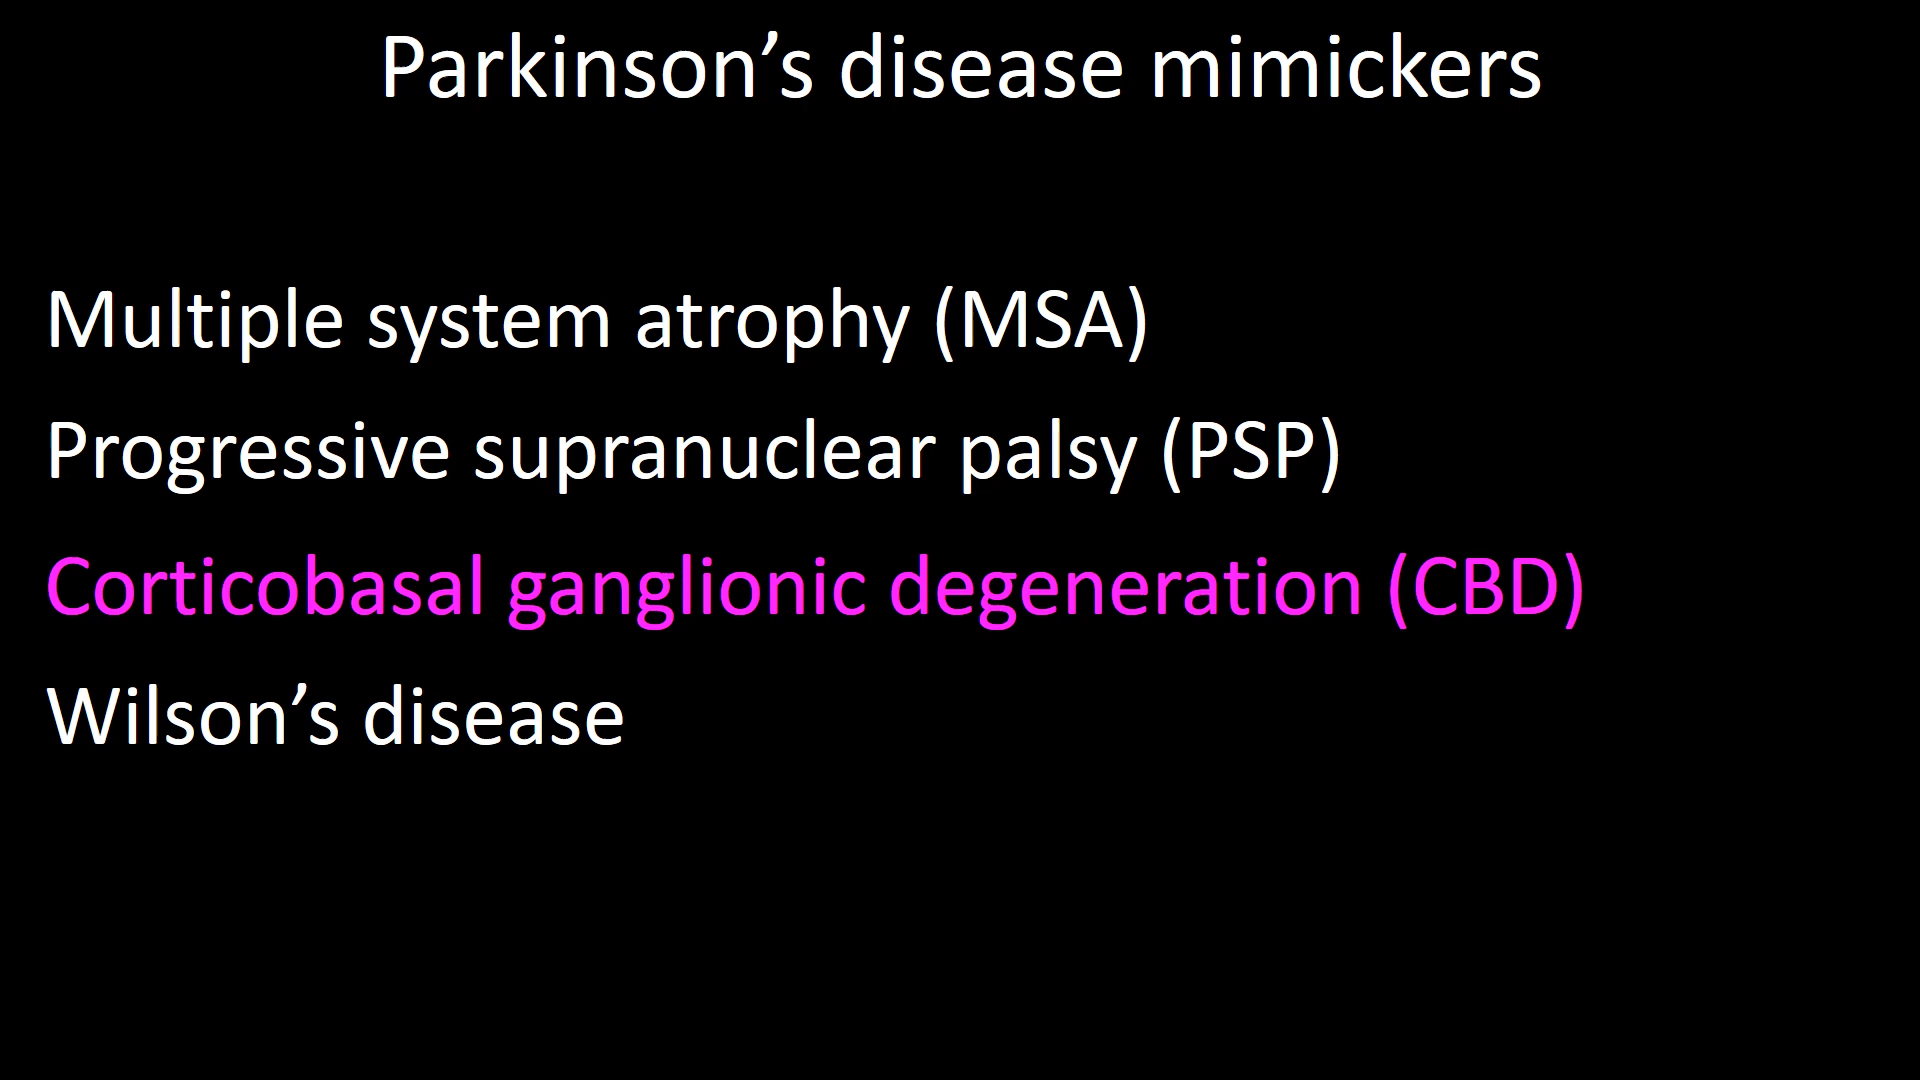 Parkinson’s disease mimickers
Multiple system atrophy (MSA)
Progressive supranuclear palsy (PSP)
Corticobasal ganglionic degeneration (CBD)
Wilson’s disease